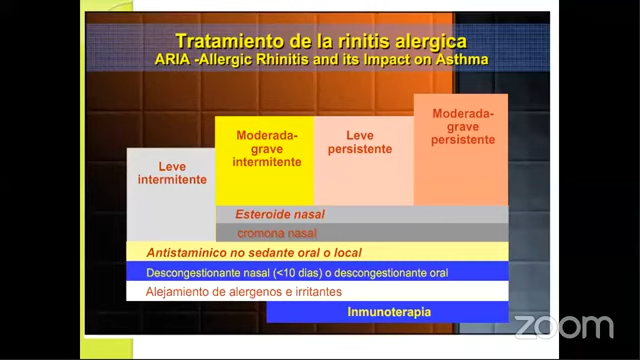 Tratamiento de la rinitis alergica
ARIA -Allergic Rhinitis and its Impact on Asthma
Leve
intermitente
Moderada-
grave
intermitente
Leve
persistente
Moderada-
grave
persistente
Esteroide nasal
cromona nasal
Antistaminico no sedante oral o local
Descongestionante nasal (<10 dias) o descongestionante oral
Alejamiento de alergenos e irritantes
Inmunoterapia
zoom